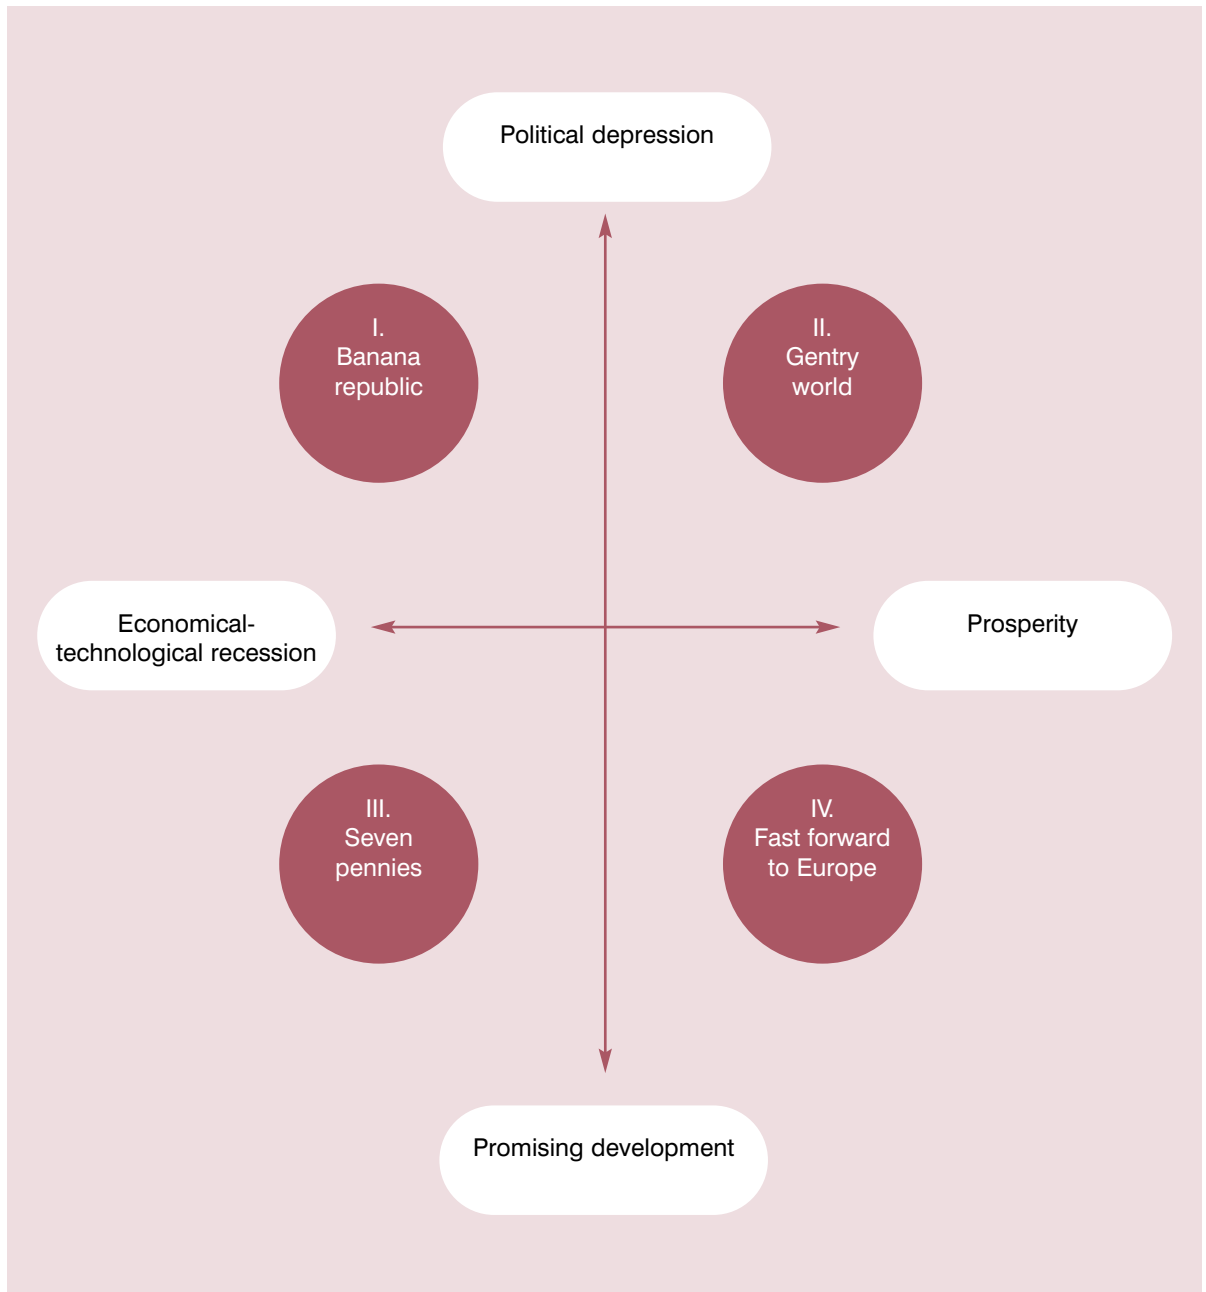 Political depression
I.
Banana
republic
II.
Gentry
world
Economical-
technological recession
Prosperity
III.
Seven
pennies
IV.
Fast forward
to Europe
Promising development